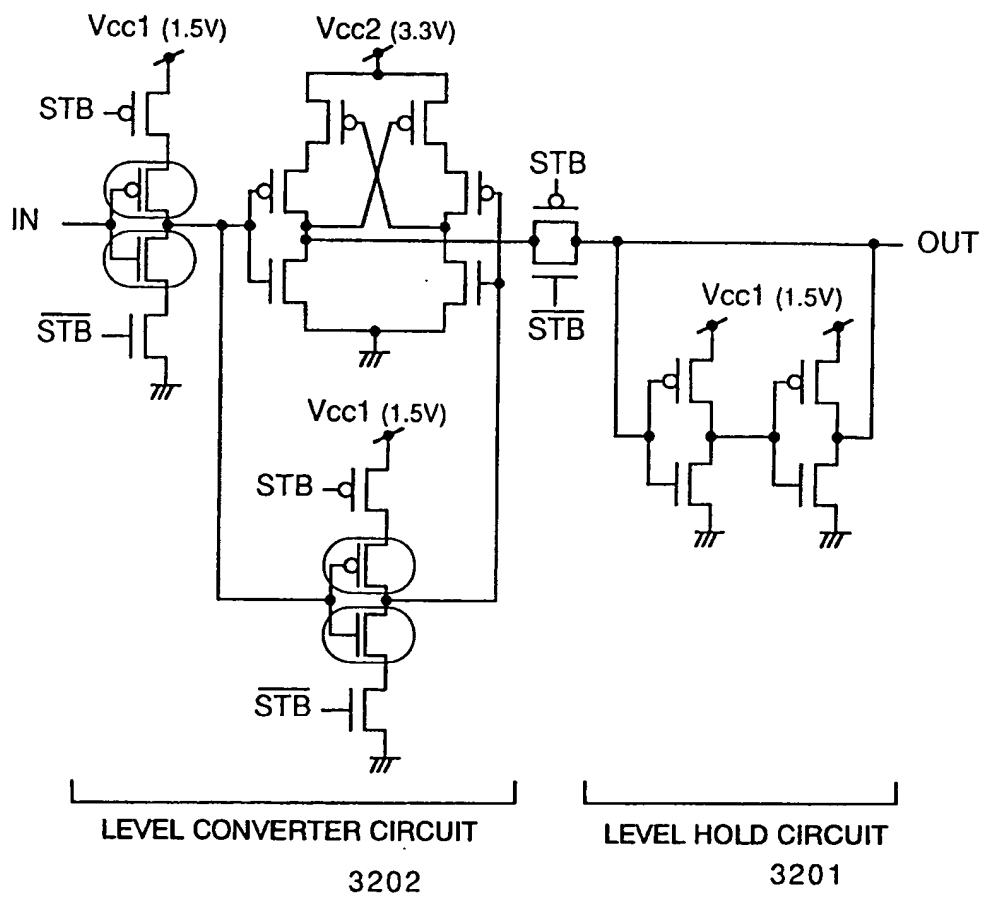 Vcc1 (1.5V)
Vcc2 (3.3V)
STB
STB
IN
OUT
Vcc1 (1.5V)
STB
STB
Vcc1 (1.5V)
STB
STB
LEVEL CONVERTER CIRCUIT
3202
LEVEL HOLD CIRCUIT
3201